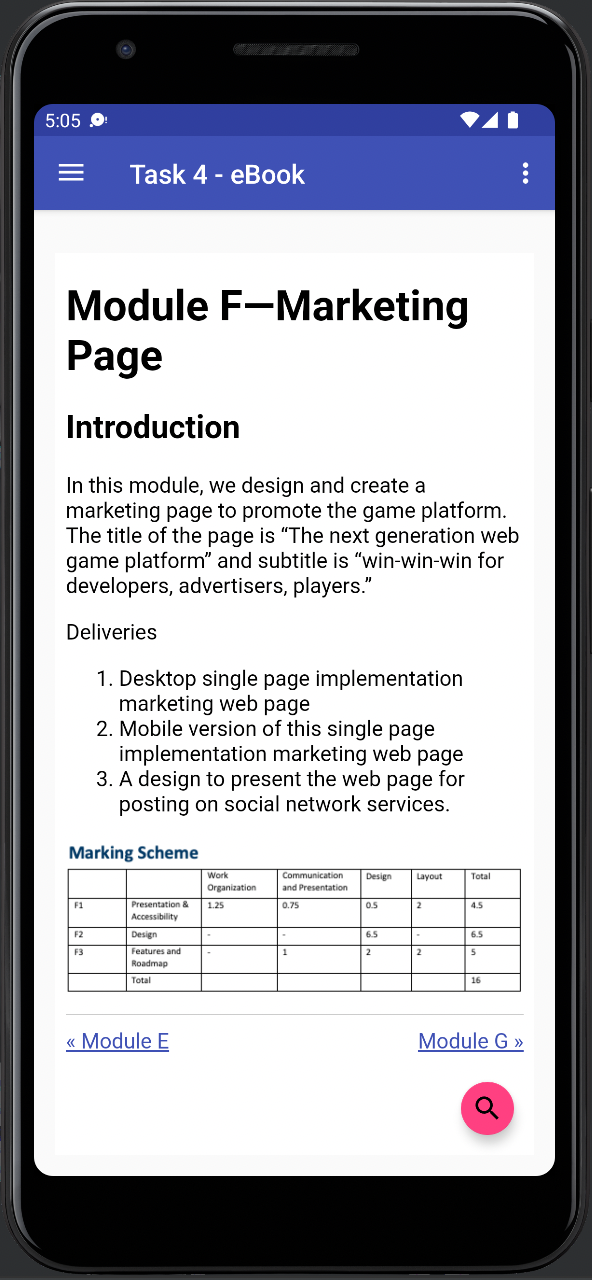 5:05
Task 4 - eBook
Module F—Marketing
Page
Introduction
In this module, we design and create a
marketing page to promote the game platform.
The title of the page is “The next generation web
game platform” and subtitle is “win-win-win for
developers, advertisers, players.”
Deliveries
1. Desktop single page implementation
marketing web page
2. Mobile version of this single page
implementation marketing web page
3. A design to present the web page for
posting on social network services.
Marking Scheme
Work Organization Communication and Presentation Design Layout Total
F1 Presentation & Accessibility 1.25 0.75 0.5 2 4.5
F2 Design - - 6.5 - 6.5
F3 Features and Roadmap - 1 2 2 5
Total 16
« Module E Module G »